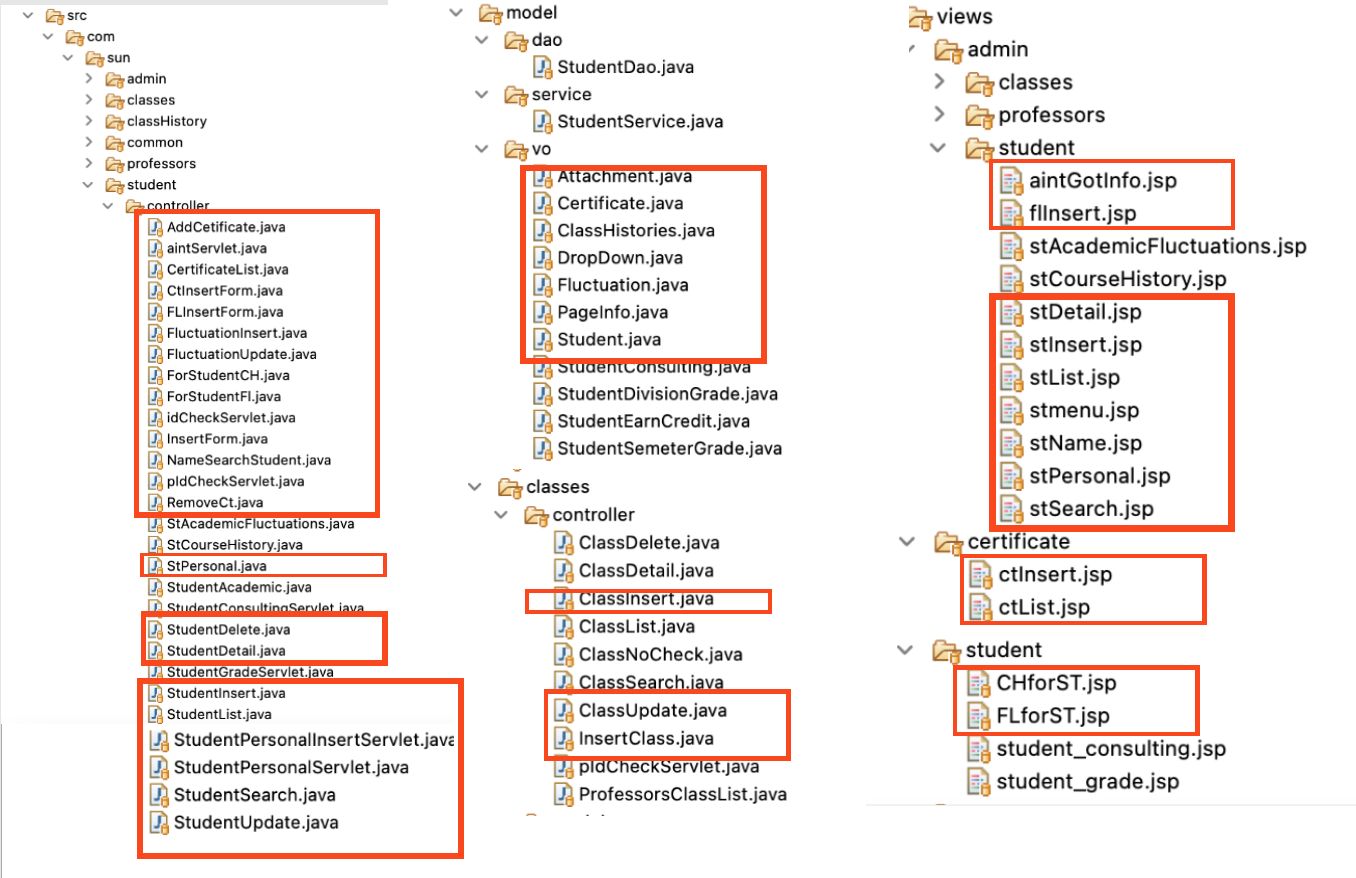 src
com
sun
admin
classes
classHistory
common
professors
student
controller
AddCetificate.java
aintServlet.java
CertificateList.java
CtInsertForm.java
FLInsertForm.java
FluctuationInsert.java
FluctuationUpdate.java
ForStudentCH.java
ForStudentFl.java
idCheckServlet.java
InsertForm.java
NameSearchStudent.java
pIdCheckServlet.java
RemoveCt.java
StAcademicFluctuations.java
StCourseHistory.java
StPersonal.java
StudentAcademic.java
StudentConsultingServlet.java
StudentDelete.java
StudentDetail.java
StudentGradeServlet.java
StudentInsert.java
StudentList.java
StudentPersonalInsertServlet.java
StudentPersonalServlet.java
StudentSearch.java
StudentUpdate.java
model
dao
StudentDao.java
service
StudentService.java
vo
Attachment.java
Certificate.java
ClassHistories.java
DropDown.java
Fluctuation.java
PageInfo.java
Student.java
StudentConsulting.java
StudentDivisionGrade.java
StudentEarnCredit.java
StudentSemeterGrade.java
classes
controller
ClassDelete.java
ClassDetail.java
ClassInsert.java
ClassList.java
ClassNoCheck.java
ClassSearch.java
ClassUpdate.java
InsertClass.java
pIdCheckServlet.java
ProfessorsClassList.java
views
admin
classes
professors
student
aintGotInfo.jsp
flInsert.jsp
stAcademicFluctuations.jsp
stCourseHistory.jsp
stDetail.jsp
stInsert.jsp
stList.jsp
stmenu.jsp
stName.jsp
stPersonal.jsp
stSearch.jsp
certificate
ctInsert.jsp
ctList.jsp
student
CHforST.jsp
FLforST.jsp
student_consulting.jsp
student_grade.jsp